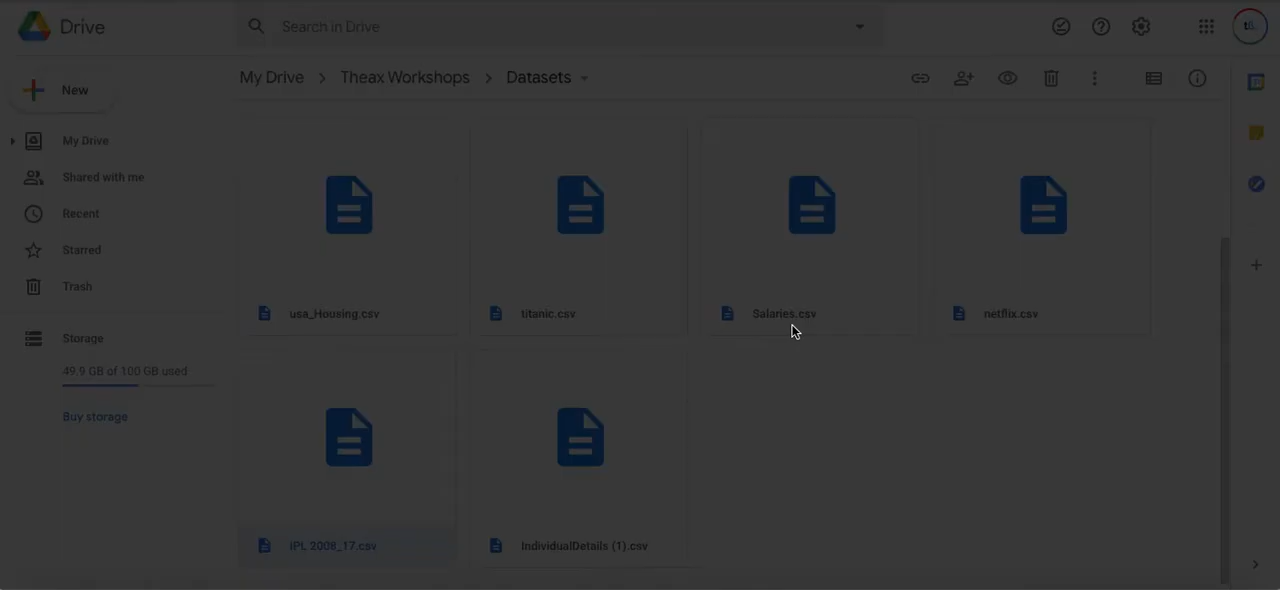 Drive
Search in Drive
My Drive > Theax Workshops > Datasets
New
My Drive
Shared with me
Recent
Starred
Trash
Storage
49.9 GB of 100 GB used
Buy storage
usa_Housing.csv
titanic.csv
Salaries.csv
netflix.csv
IPL 2008_17.csv
IndividualDetails (1).csv